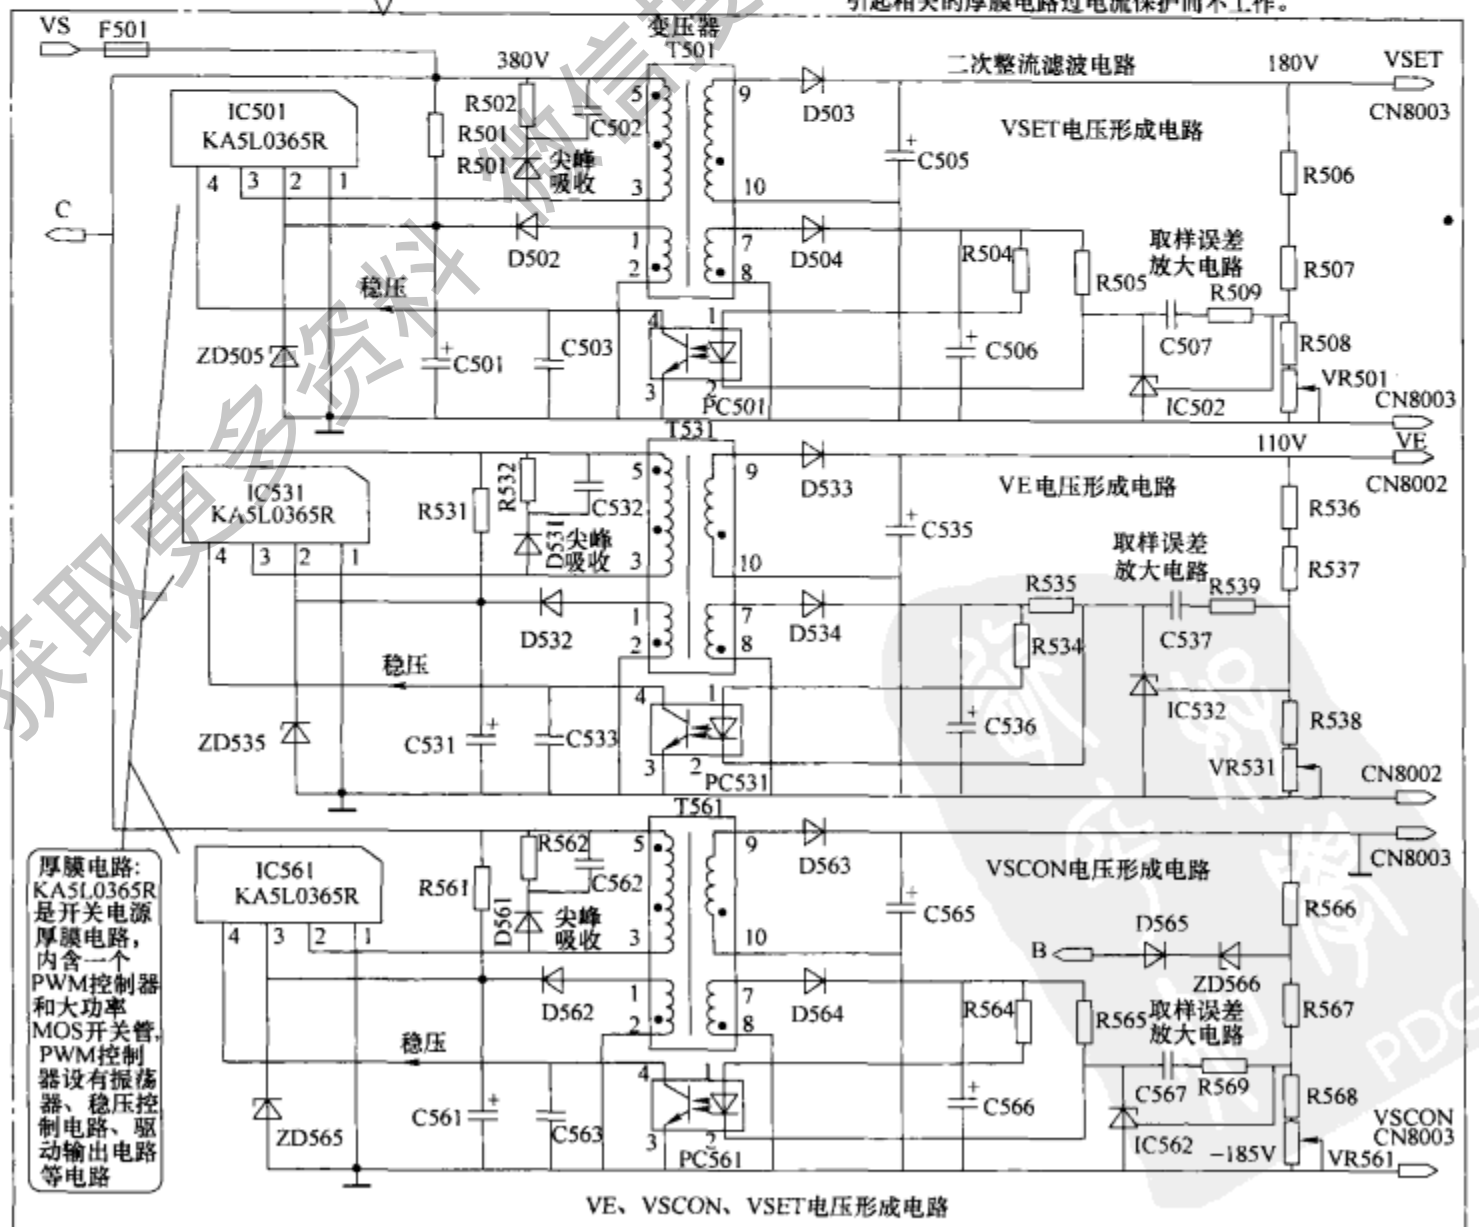 引起相关的厚膜电路过电流保护而不工作。
VS
F501
变压器
T501
380V
二次整流滤波电路
180V
VSET
CN8003
IC501
KA5L0365R
4 3 2 1
R502
R501
R501
C502
尖峰
吸收
5
3
9
10
D503
VSET电压形成电路
C505
R506
C
D502
1
2
7
8
D504
R504
R505
取样误差
放大电路
R509
R507
稳压
ZD505
C501
C503
4
3
1
2
PC501
C506
C507
IC502
R508
VR501
CN8003
T531
110V
VE
CN8002
IC531
KA5L0365R
4 3 2 1
R531
R532
C532
D531
尖峰
吸收
5
3
9
10
D533
VE电压形成电路
C535
R536
取样误差
放大电路
R537
D532
1
2
7
8
D534
R535
R534
R539
C537
稳压
ZD535
C531
C533
4
3
1
2
PC531
C536
IC532
R538
VR531
CN8002
T561
CN8003
IC561
KA5L0365R
4 3 2 1
R561
R562
C562
D561
尖峰
吸收
5
3
9
10
D563
VSCON电压形成电路
C565
R566
B
D565
ZD566
D562
1
2
7
8
D564
R564
R565
取样误差
放大电路
R567
稳压
ZD565
C561
C563
4
3
1
2
PC561
C566
C567
R569
IC562
R568
-185V
VR561
VSCON
CN8003
厚膜电路:
KA5L0365R
是开关电源
厚膜电路，
内含一个
PWM控制器
和大功率
MOS开关管,
PWM控制
器设有振荡
器、稳压控
制电路、驱
动输出电路
等电路
VE、VSCON、VSET电压形成电路
获取更多资料 微信搜
PDG